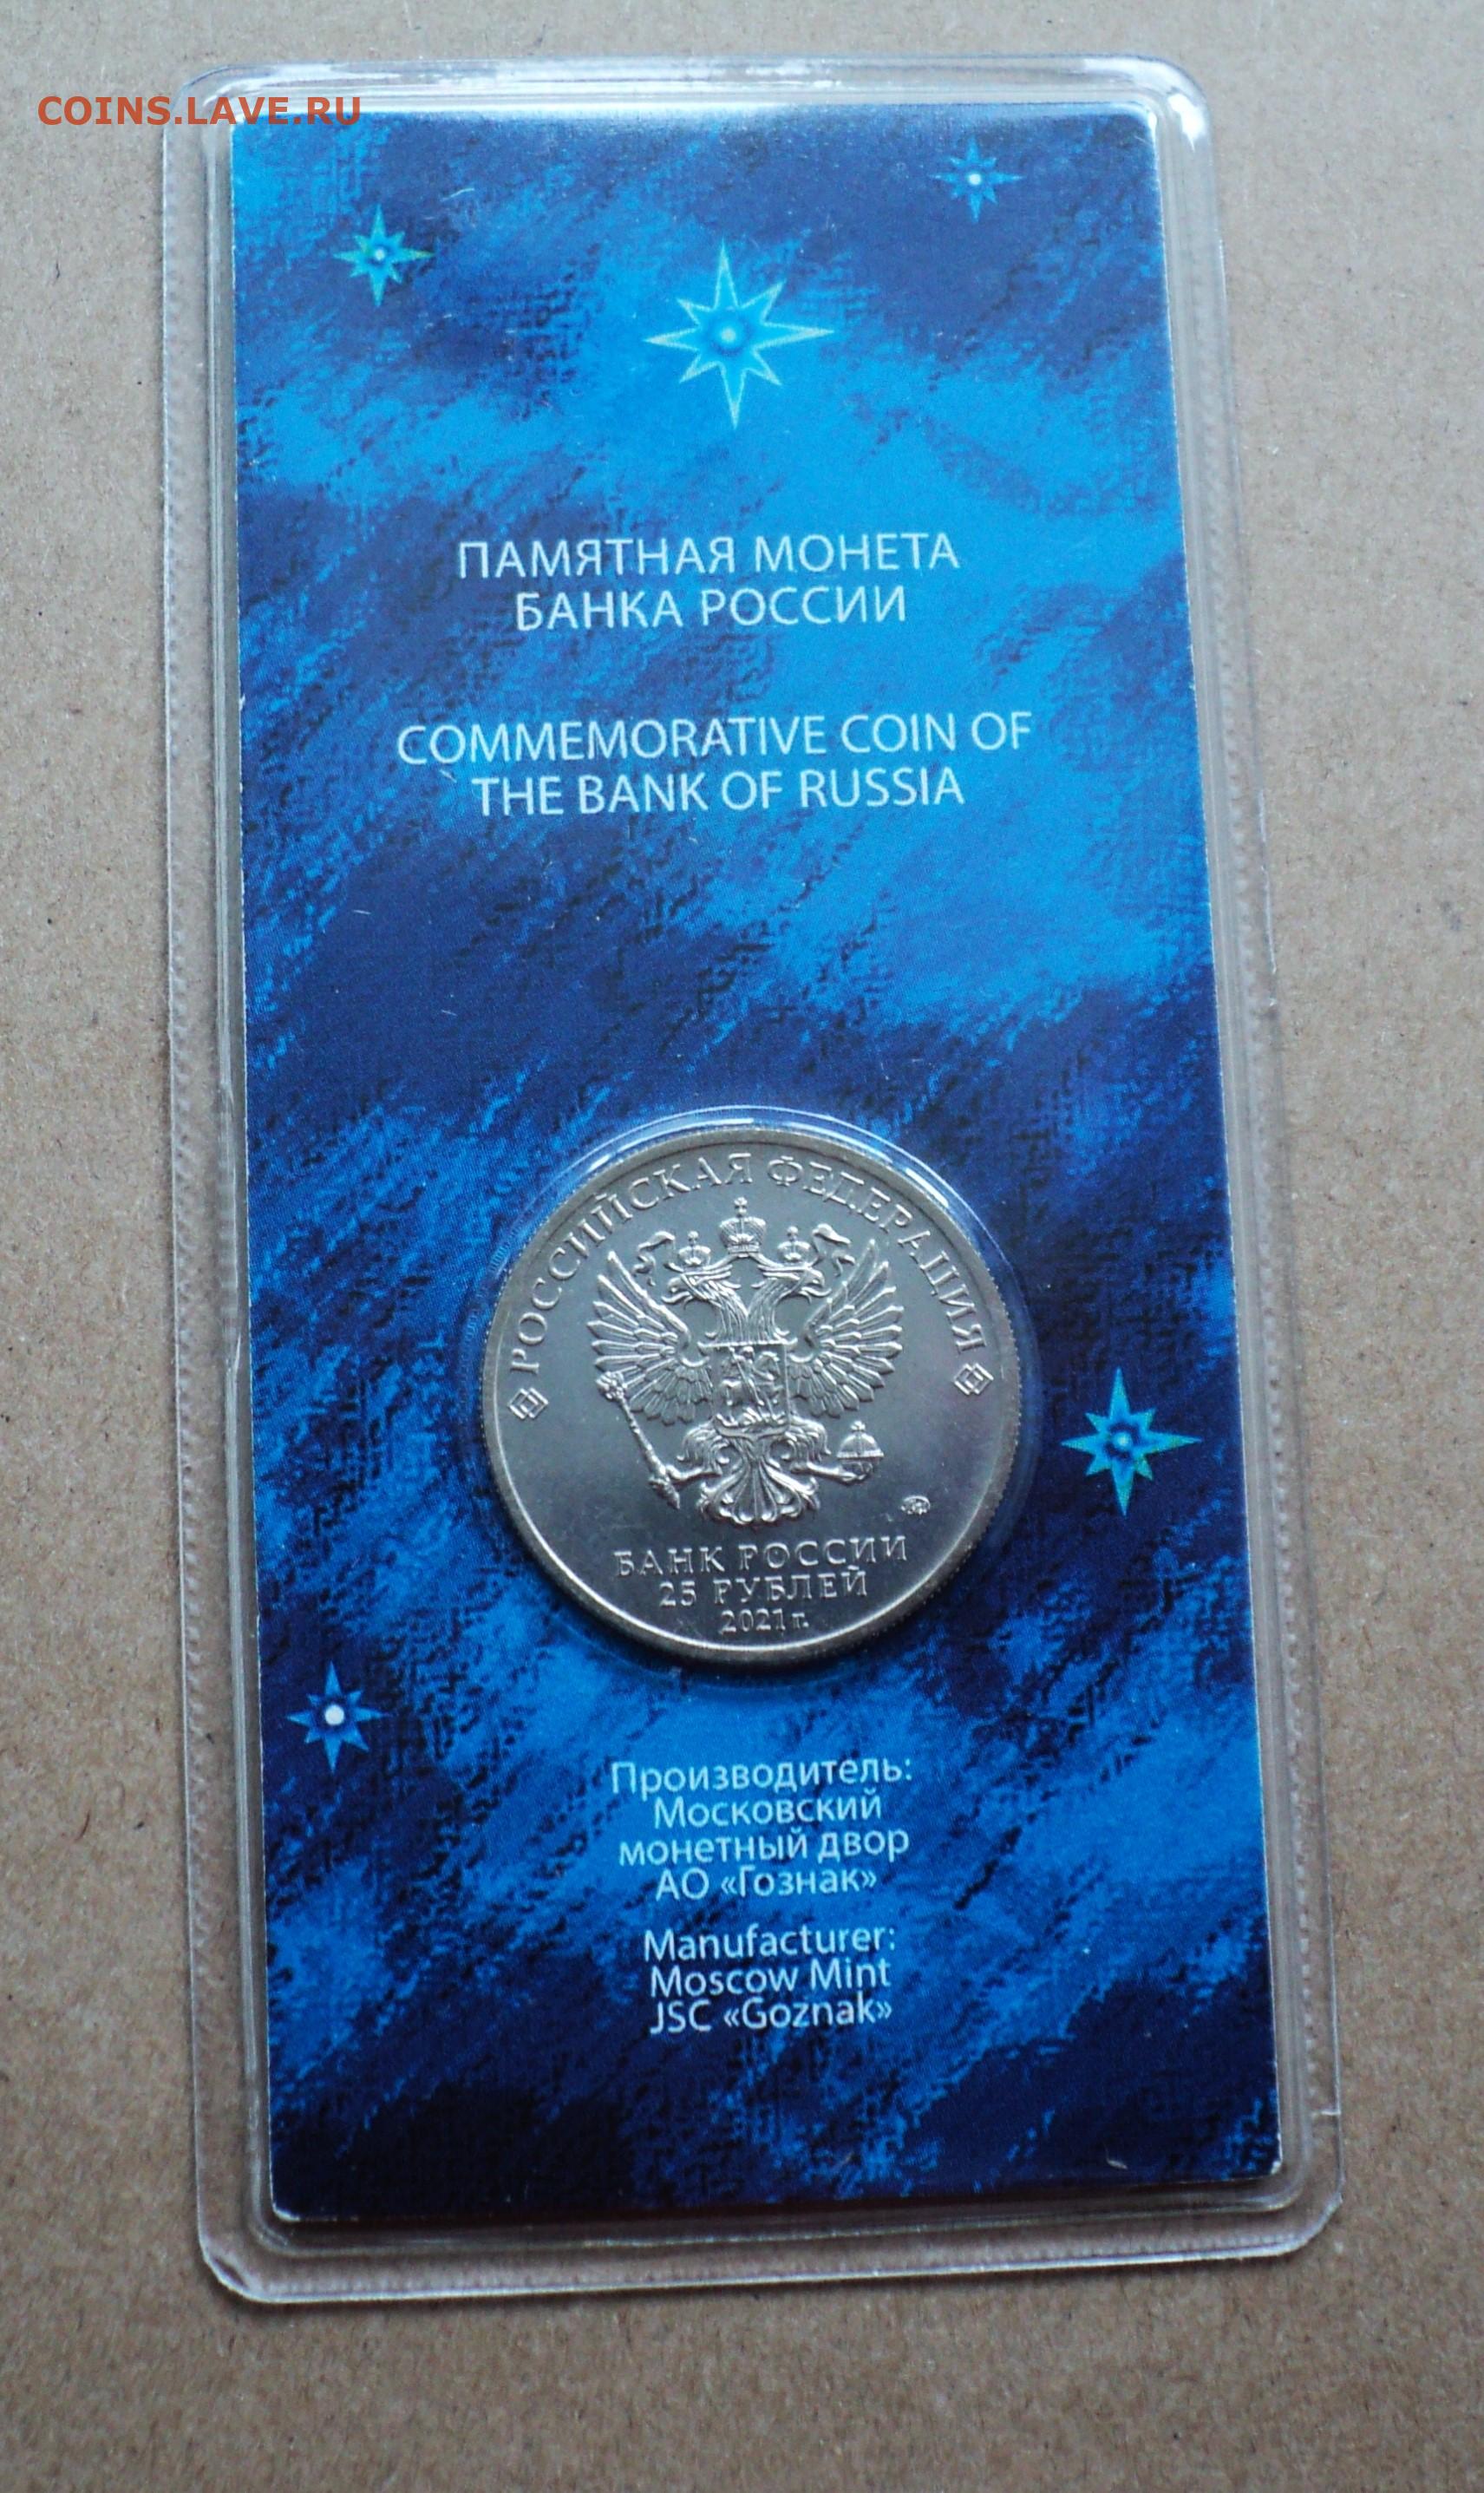 COINS.LAVE.RU
ПАМЯТНАЯ МОНЕТА
БАНКА РОССИИ
COMMEMORATIVE COIN OF
THE BANK OF RUSSIA
РОССИЙСКАЯ ФЕДЕРАЦИЯ
БАНК РОССИИ
25 РУБЛЕЙ
2021 г.
Производитель:
Московский
монетный двор
АО «Гознак»
Manufacturer:
Moscow Mint
JSC «Goznak»